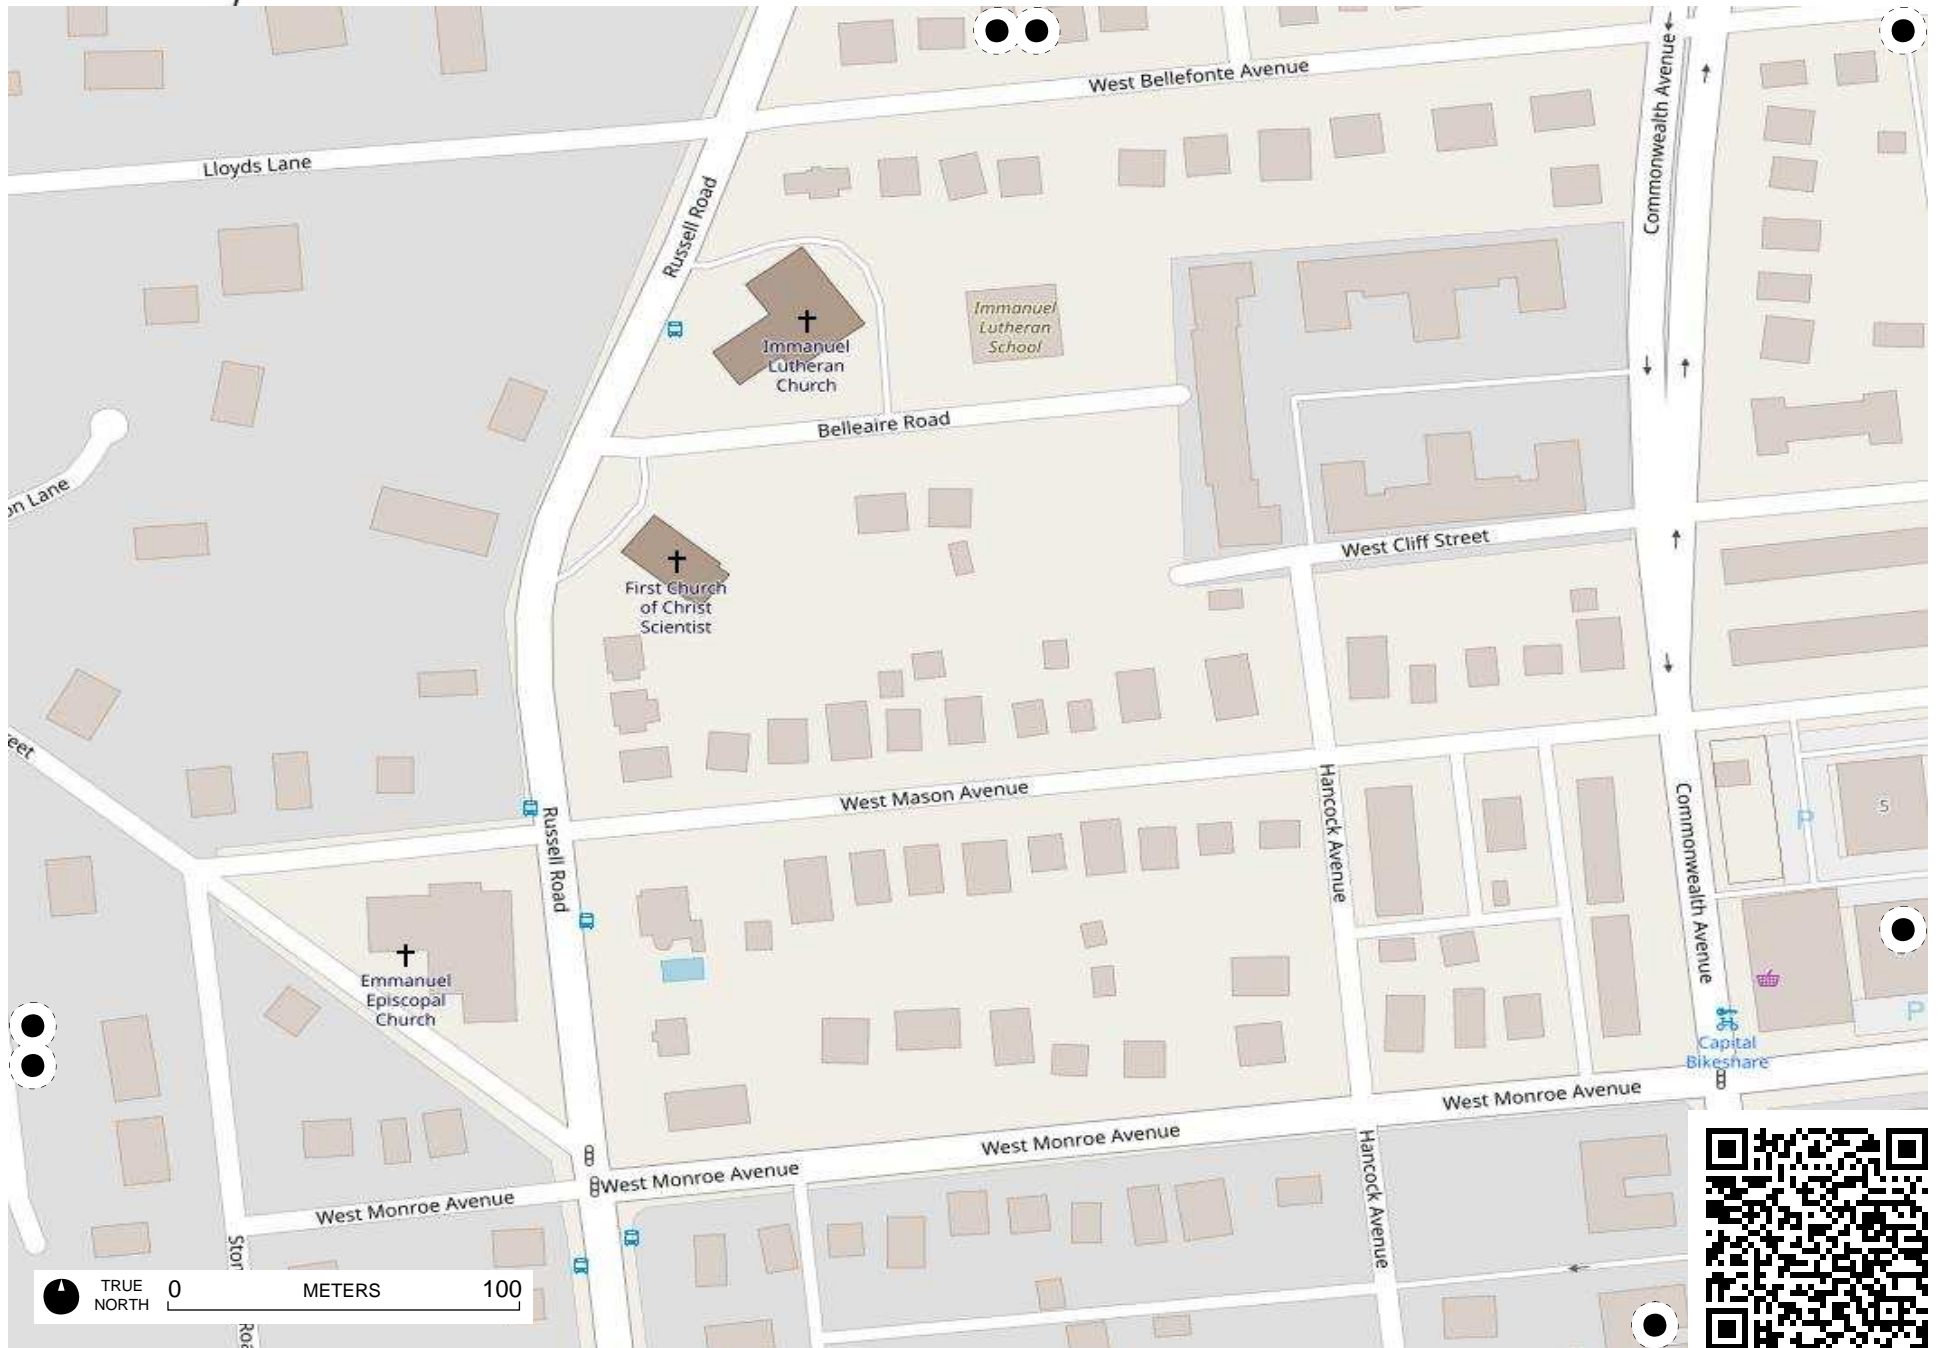 West Bellefonte Avenue
Commonwealth Avenue
Lloyds Lane
Russell Road
Immanuel
Lutheran
School
Immanuel
Lutheran
Church
Belleaire Road
on Lane
West Cliff Street
First Church
of Christ
Scientist
eet
West Mason Avenue
Hancock Avenue
Commonwealth Avenue
5
P
Russell Road
Emmanuel
Episcopal
Church
P
Capital
Bikeshare
West Monroe Avenue
West Monroe Avenue
West Monroe Avenue
West Monroe Avenue
Hancock Avenue
Ston
Roa
TRUE
NORTH
0 METERS 100